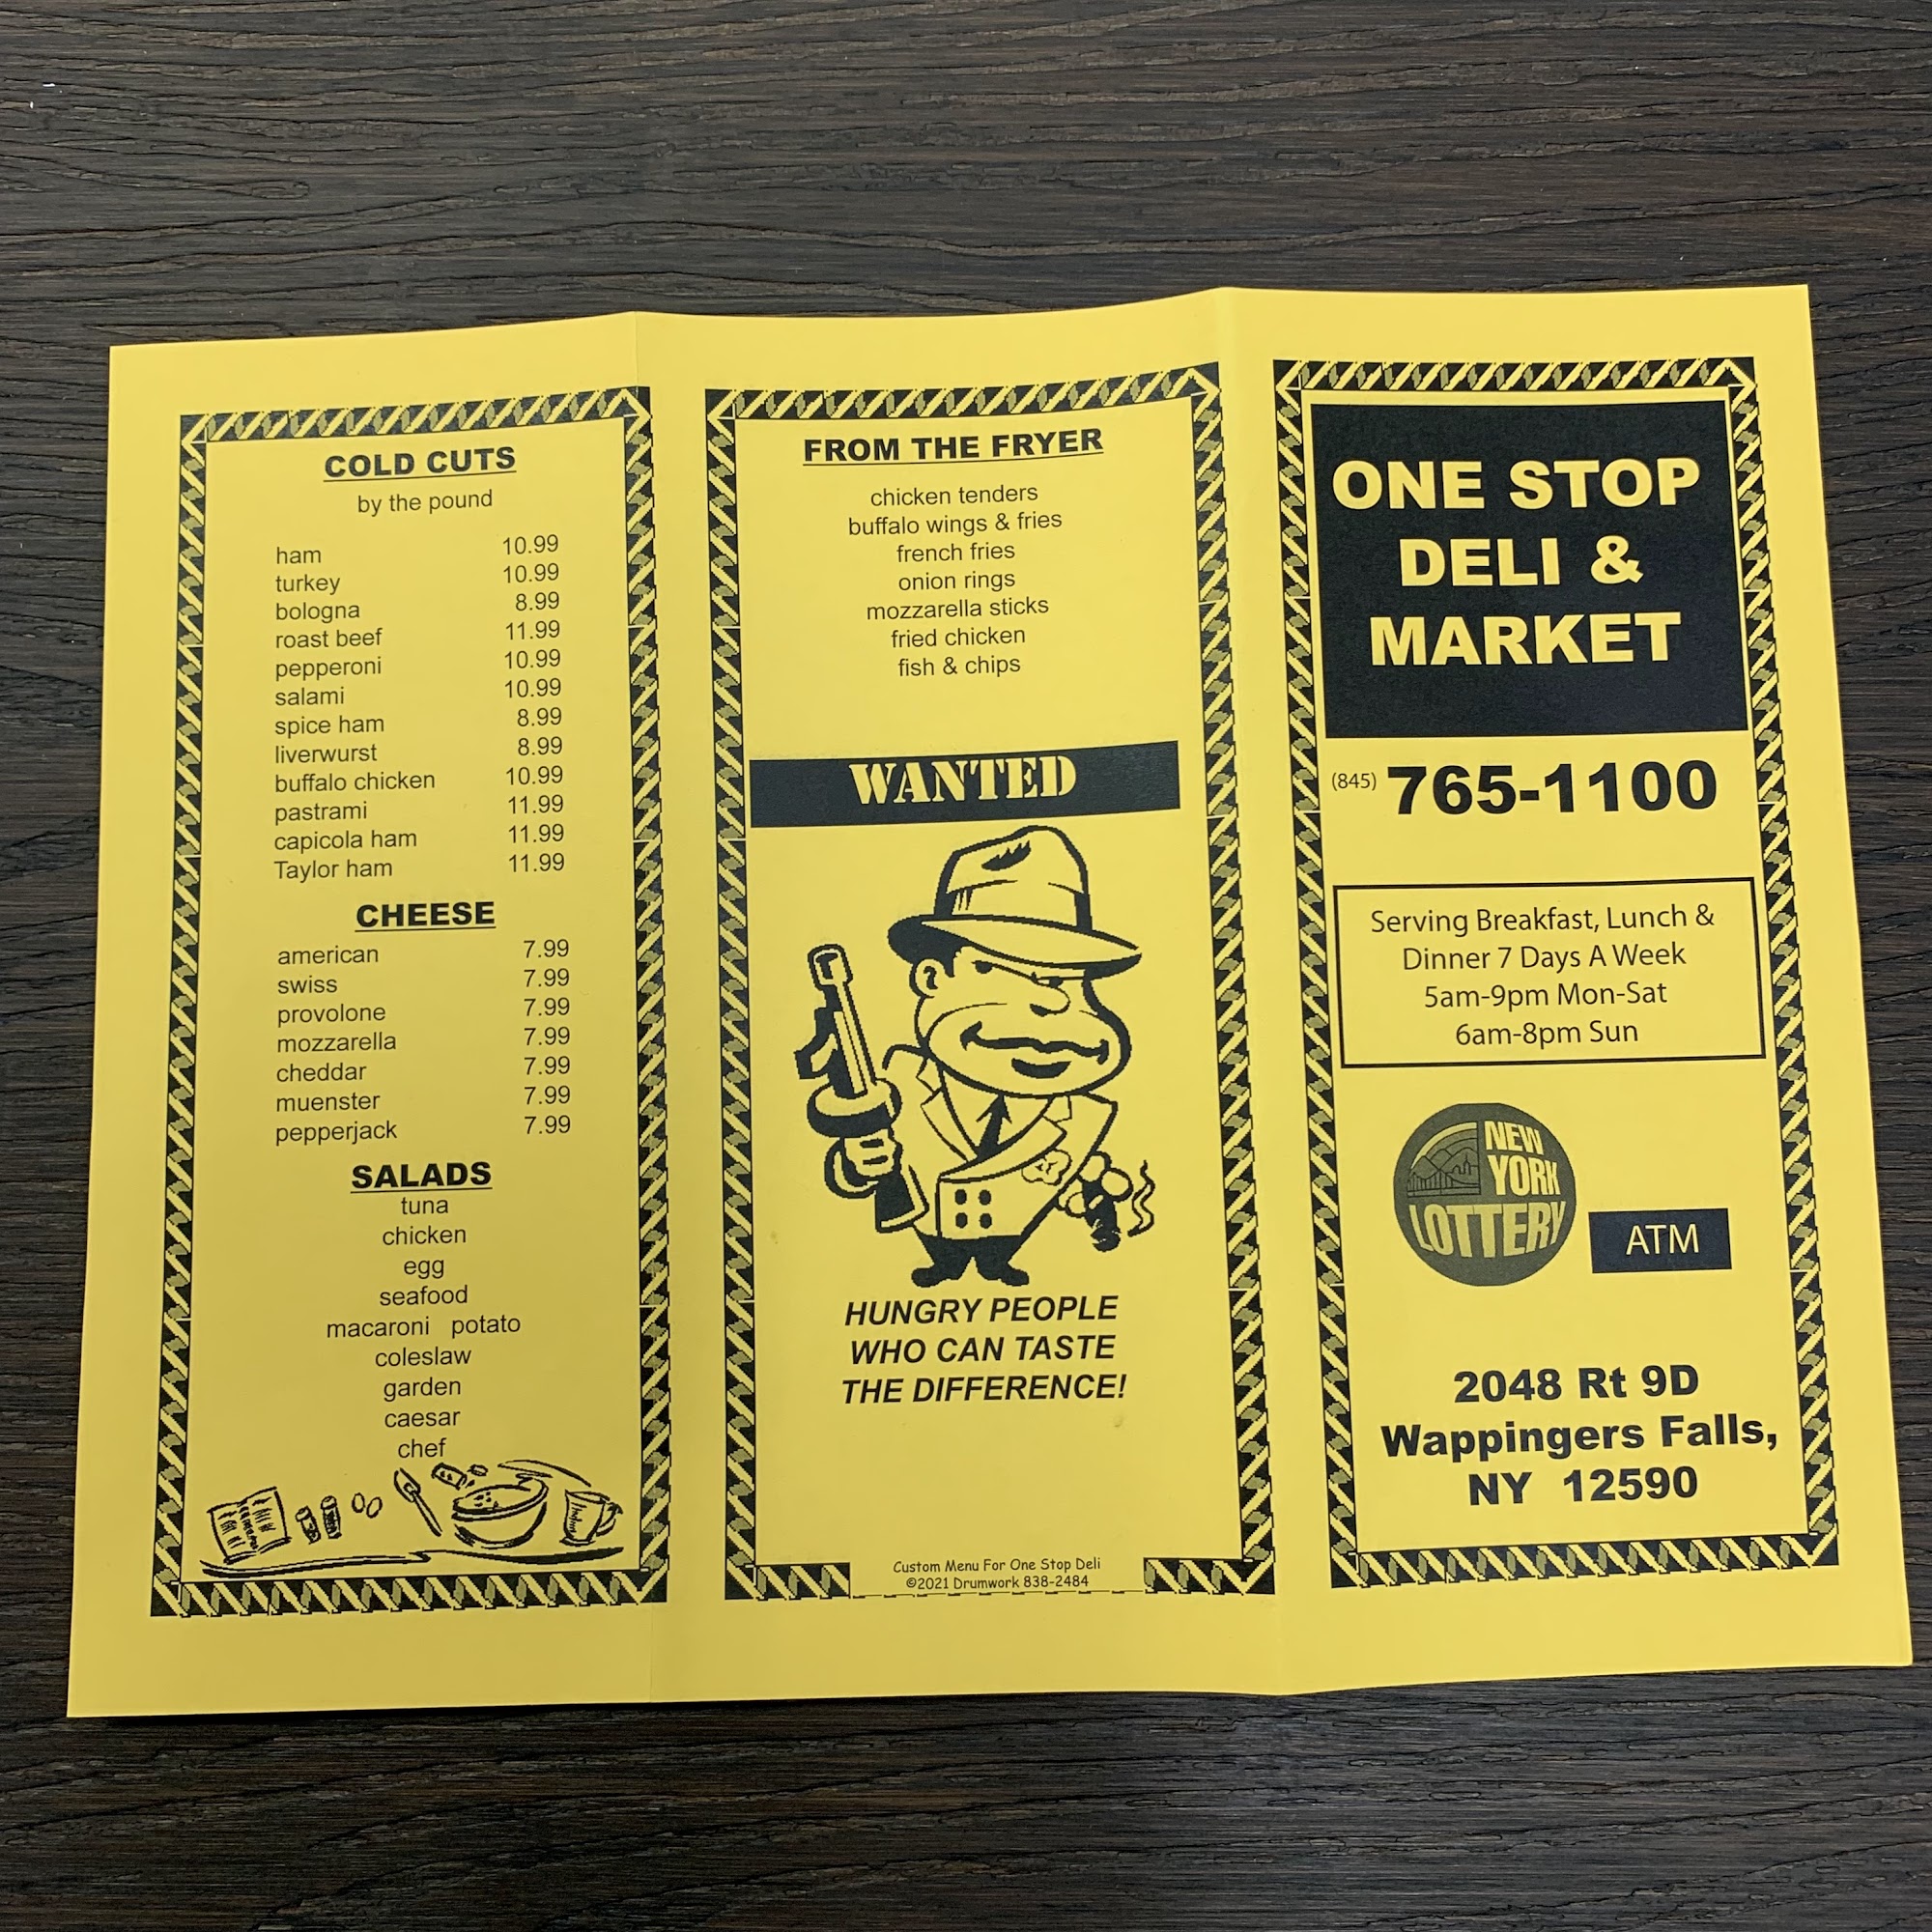 COLD CUTS
by the pound
ham 10.99
turkey 10.99
bologna 8.99
roast beef 11.99
pepperoni 10.99
salami 10.99
spice ham 8.99
liverwurst 8.99
buffalo chicken 10.99
pastrami 11.99
capicola ham 11.99
Taylor ham 11.99
CHEESE
american 7.99
swiss 7.99
provolone 7.99
mozzarella 7.99
cheddar 7.99
muenster 7.99
pepperjack 7.99
SALADS
tuna
chicken
egg
seafood
macaroni potato
coleslaw
garden
caesar
chef
FROM THE FRYER
chicken tenders
buffalo wings & fries
french fries
onion rings
mozzarella sticks
fried chicken
fish & chips
WANTED
HUNGRY PEOPLE
WHO CAN TASTE
THE DIFFERENCE!
Custom Menu For One Stop Deli
©2021 Drumwork 838-2484
ONE STOP
DELI &
MARKET
(845) 765-1100
Serving Breakfast, Lunch &
Dinner 7 Days A Week
5am-9pm Mon-Sat
6am-8pm Sun
NEW
YORK
LOTTERY
ATM
2048 Rt 9D
Wappingers Falls,
NY 12590